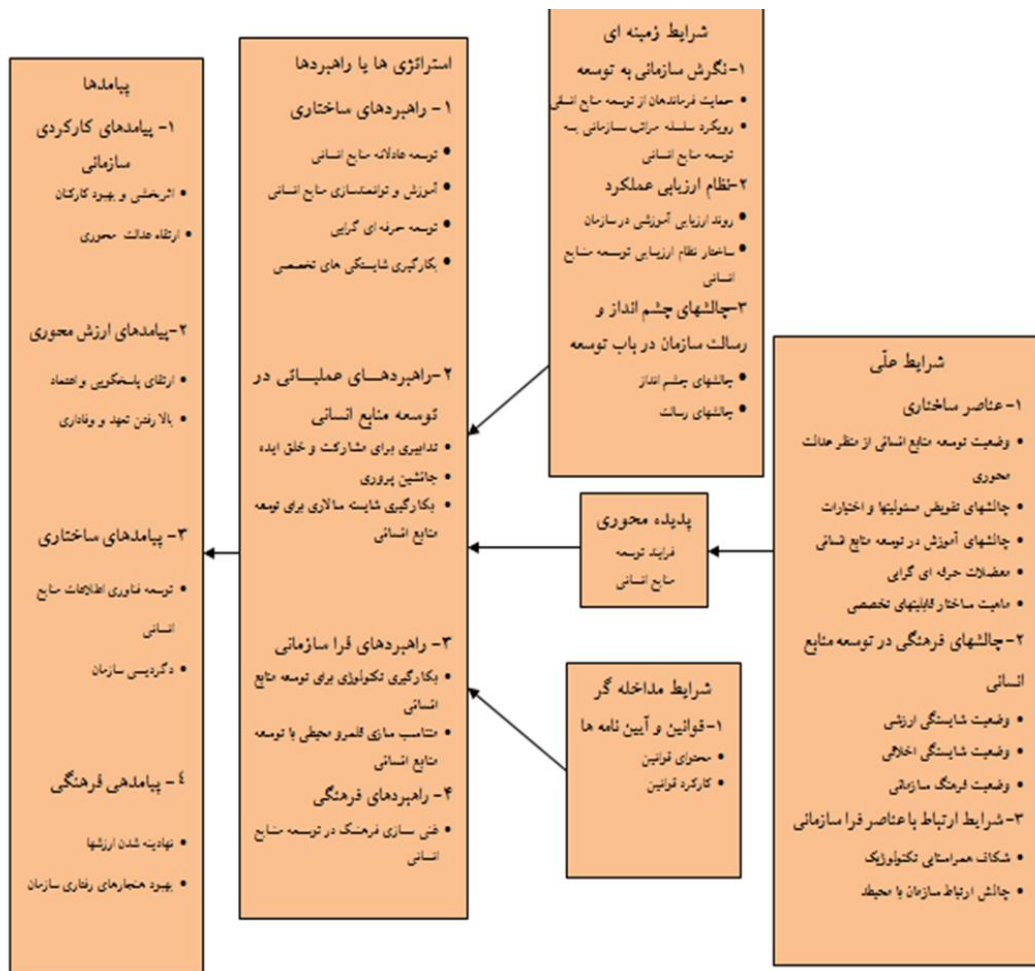 شرایط علّی
۱-عناصر ساختاری
• وضعیت توسعه منابع انسانی از منظر عدالت
محوری
• چالشهای تفویض مسئولیتها و اختیارات
• چالشهای آموزش در توسعه منابع انسانی
• معضلات حرفه ای گرایی
• ماهیت ساختار قابلیتهای تخصصی
۲-چالشهای فرهنگی در توسعه منابع
انسانی
• وضعیت شایستگی ارزشی
• وضعیت شایستگی اخلاقی
• وضعیت فرهنگ سازمانی
۳-شرایط ارتباط با عناصر فرا سازمانی
• شکاف همراستایی تکنولوژیک
• چالش ارتباط سازمان با محیط
شرایط زمینه ای
۱-نگرش سازمانی به توسعه
• حمایت فرماندهان از توسعه منابع انسانی
• رویکرد سلسله مراتب سازمانی به
توسعه منابع انسانی
۲-نظام ارزیابی عملکرد
• روند ارزیابی آموزشی در سازمان
• ساختار نظام ارزیابی توسعه منابع
انسانی
۳-چالشهای چشم انداز و
رسالت سازمان در باب توسعه
• چالشهای چشم انداز
• چالشهای رسالت
پدیده محوری
فرایند توسعه
منابع انسانی
شرایط مداخله گر
۱-قوانین و آیین نامه ها
• محتوای قوانین
• کارکرد قوانین
استراتژی ها یا راهبردها
۱- راهبردهای ساختاری
• توسعه عادلانه منابع انسانی
• آموزش و توانمندسازی منابع انسانی
• توسعه حرفه ای گرایی
• بکارگیری شایستگی های تخصصی
۲-راهبردهای عملیاتی در
توسعه منابع انسانی
• تدابیری برای مشارکت و خلق ایده
• جانشین پروری
• بکارگیری شایسته سالاری برای توسعه
منابع انسانی
۳- راهبردهای فرا سازمانی
• بکارگیری تکنولوژی برای توسعه منابع
انسانی
• متناسب سازی قلمرو محیطی با توسعه
منابع انسانی
۴- راهبردهای فرهنگی
• غنی سازی فرهنگ در توسعه منابع
انسانی
پیامدها
۱- پیامدهای کارکردی
سازمانی
• اثربخشی و بهبود کارکنان
• ارتقاء عدالت محوری
۲-پیامدهای ارزش محوری
• ارتقای پاسخگویی و اعتماد
• بالا رفتن تعهد و وفاداری
۳- پیامدهای ساختاری
• توسعه فناوری اطلاعات منابع
انسانی
• دگردیسی سازمان
٤- پیامدهی فرهنگی
• نهادینه شدن ارزشها
• بهبود هنجارهای رفتاری سازمان